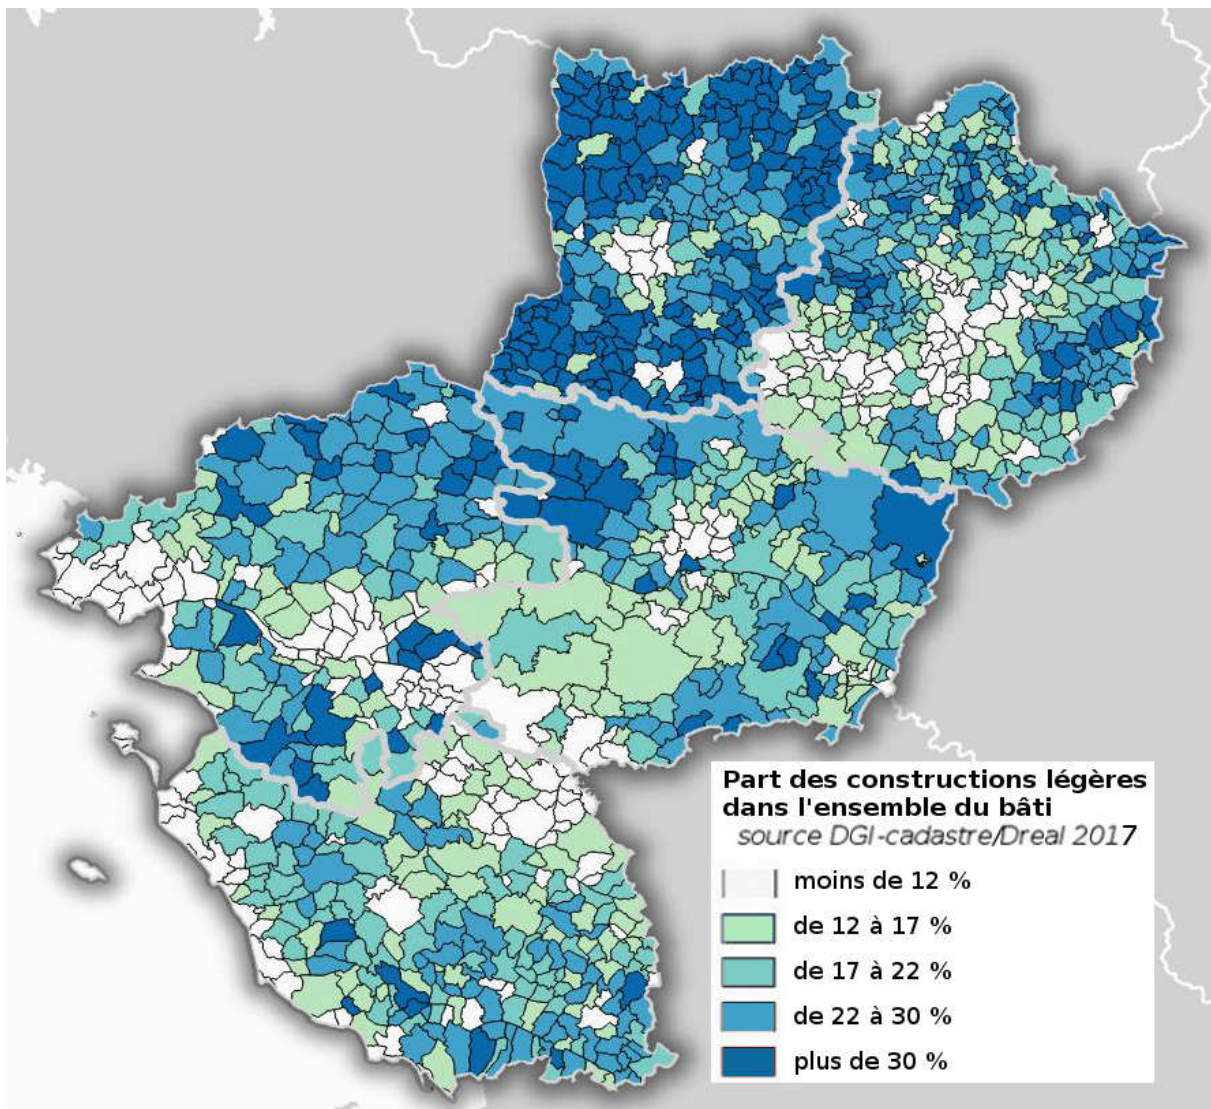 Part des constructions légères
dans l'ensemble du bâti
source DGI-cadastre/Dreal 2017
moins de 12 %
de 12 à 17 %
de 17 à 22 %
de 22 à 30 %
plus de 30 %